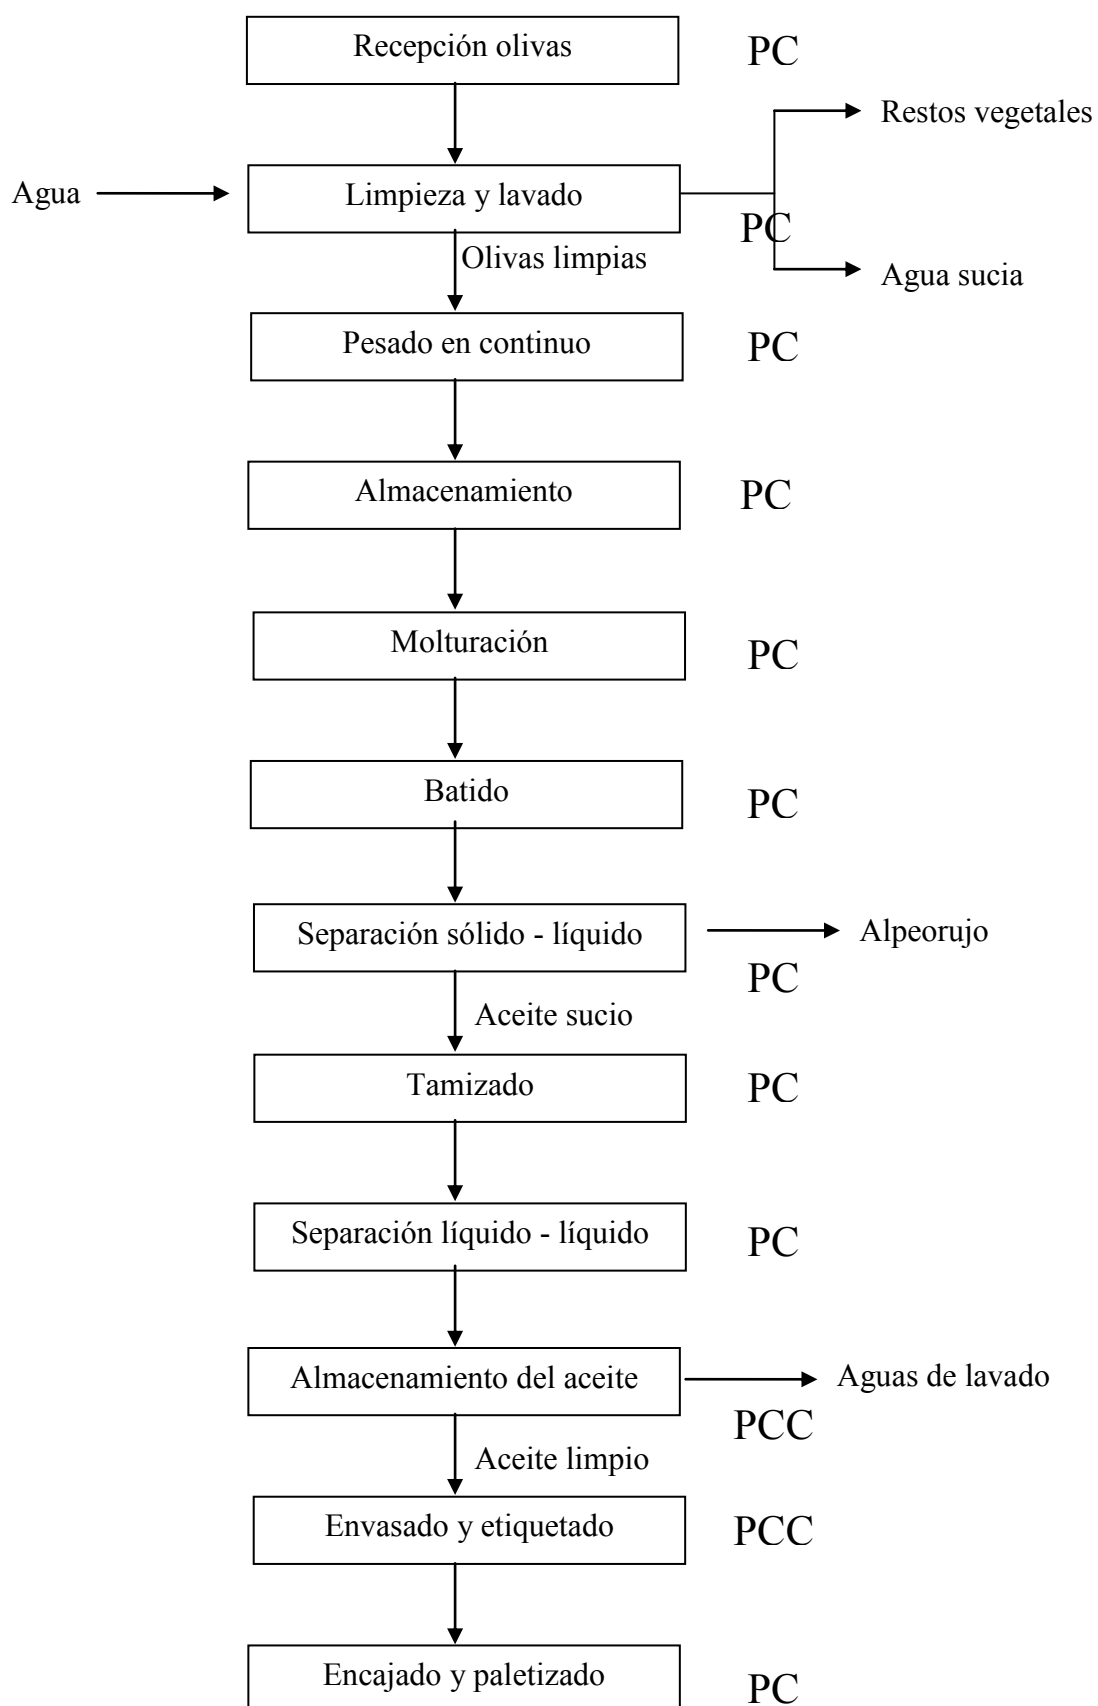 Recepción olivas
PC
Restos vegetales
Agua
Limpieza y lavado
PC
Olivas limpias
Agua sucia
Pesado en continuo
PC
Almacenamiento
PC
Molturación
PC
Batido
PC
Separación sólido - líquido
Alpeorujo
PC
Aceite sucio
Tamizado
PC
Separación líquido - líquido
PC
Almacenamiento del aceite
Aguas de lavado
PCC
Aceite limpio
Envasado y etiquetado
PCC
Encajado y paletizado
PC